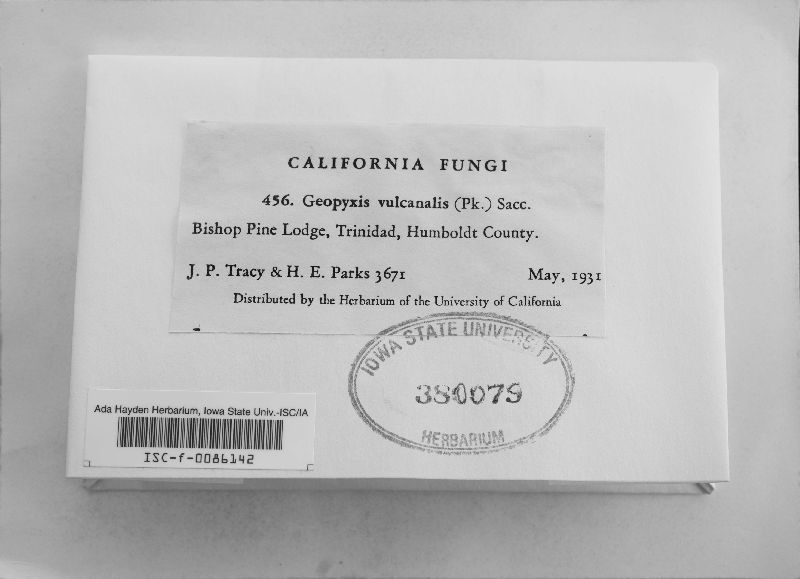 CALIFORNIA FUNGI
456. Geopyxis vulcanalis (Pk.) Sacc.
Bishop Pine Lodge, Trinidad, Humboldt County.
J. P. Tracy & H. E. Parks 3671 May, 1931
Distributed by the Herbarium of the University of California
IOWA STATE UNIVERSITY
380079
HERBARIUM
Ada Hayden Herbarium, Iowa State Univ.-ISC/IA
ISC-f-0086142